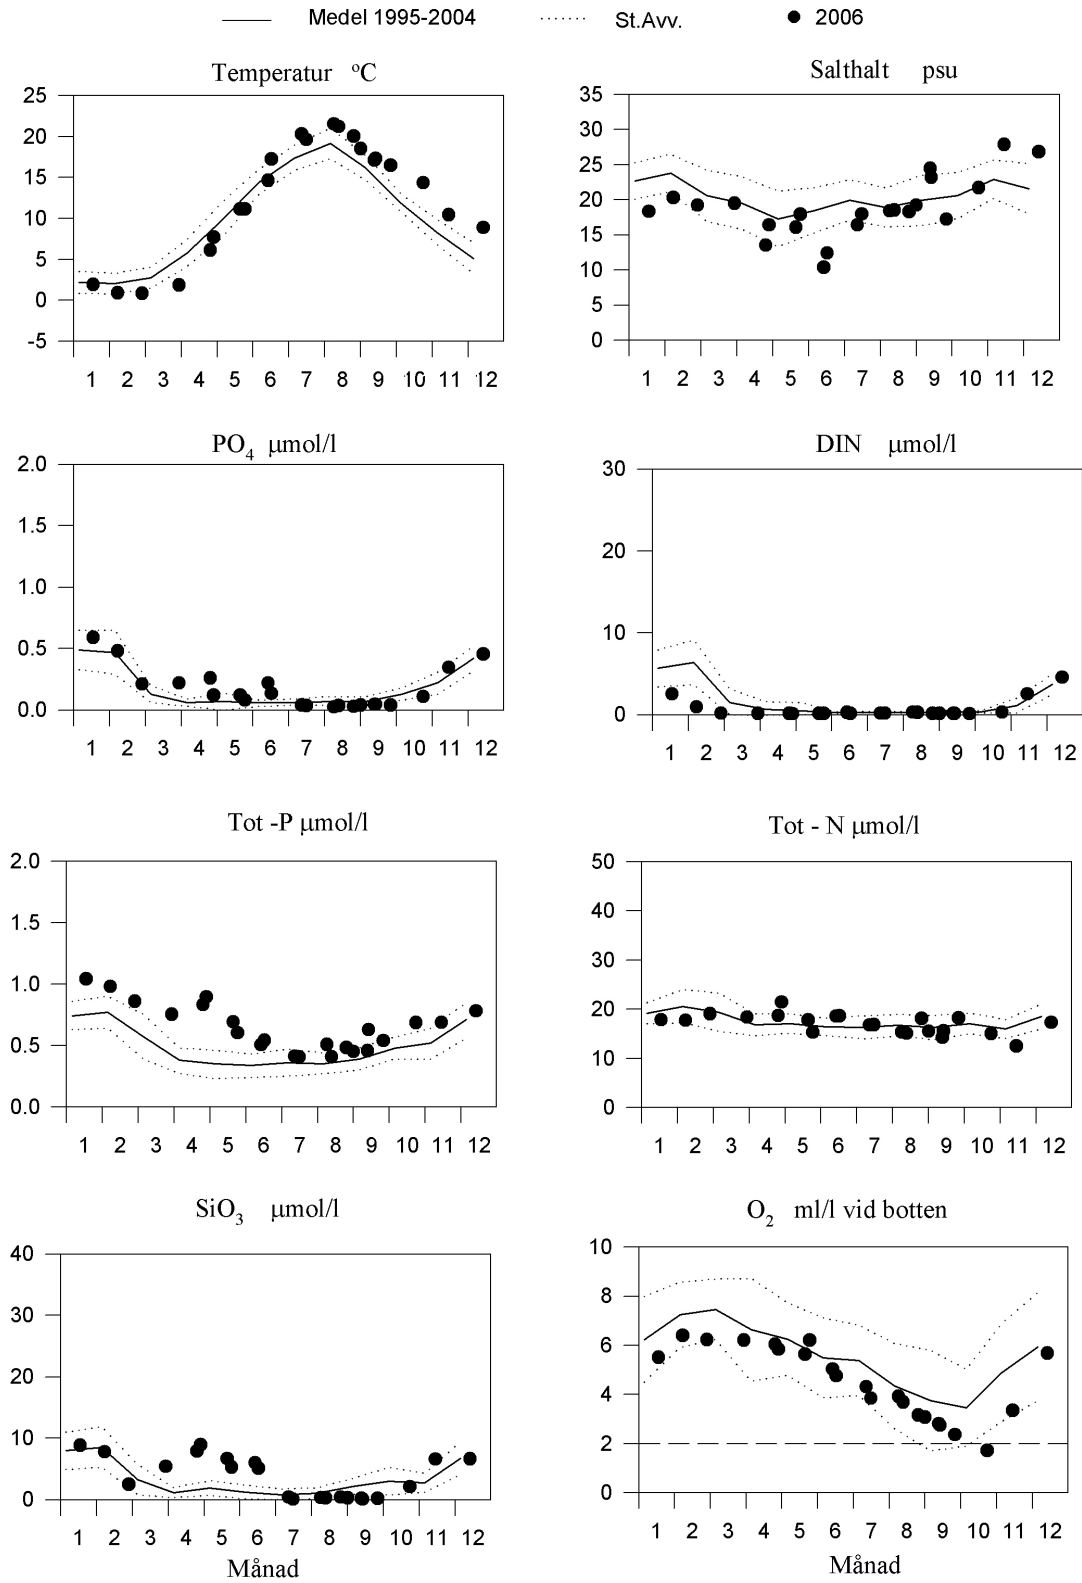 Medel 1995-2004 St.Avv. 2006
Temperatur °C
25
20
15
10
5
0
-5
1 2 3 4 5 6 7 8 9 10 11 12
Salthalt psu
35
30
25
20
15
10
5
0
1 2 3 4 5 6 7 8 9 10 11 12
PO4 µmol/l
2.0
1.5
1.0
0.5
0.0
1 2 3 4 5 6 7 8 9 10 11 12
DIN µmol/l
30
20
10
0
1 2 3 4 5 6 7 8 9 10 11 12
Tot -P µmol/l
2.0
1.5
1.0
0.5
0.0
1 2 3 4 5 6 7 8 9 10 11 12
Tot - N µmol/l
50
40
30
20
10
0
1 2 3 4 5 6 7 8 9 10 11 12
SiO3 µmol/l
40
30
20
10
0
1 2 3 4 5 6 7 8 9 10 11 12
Månad
O2 ml/l vid botten
10
8
6
4
2
0
1 2 3 4 5 6 7 8 9 10 11 12
Månad